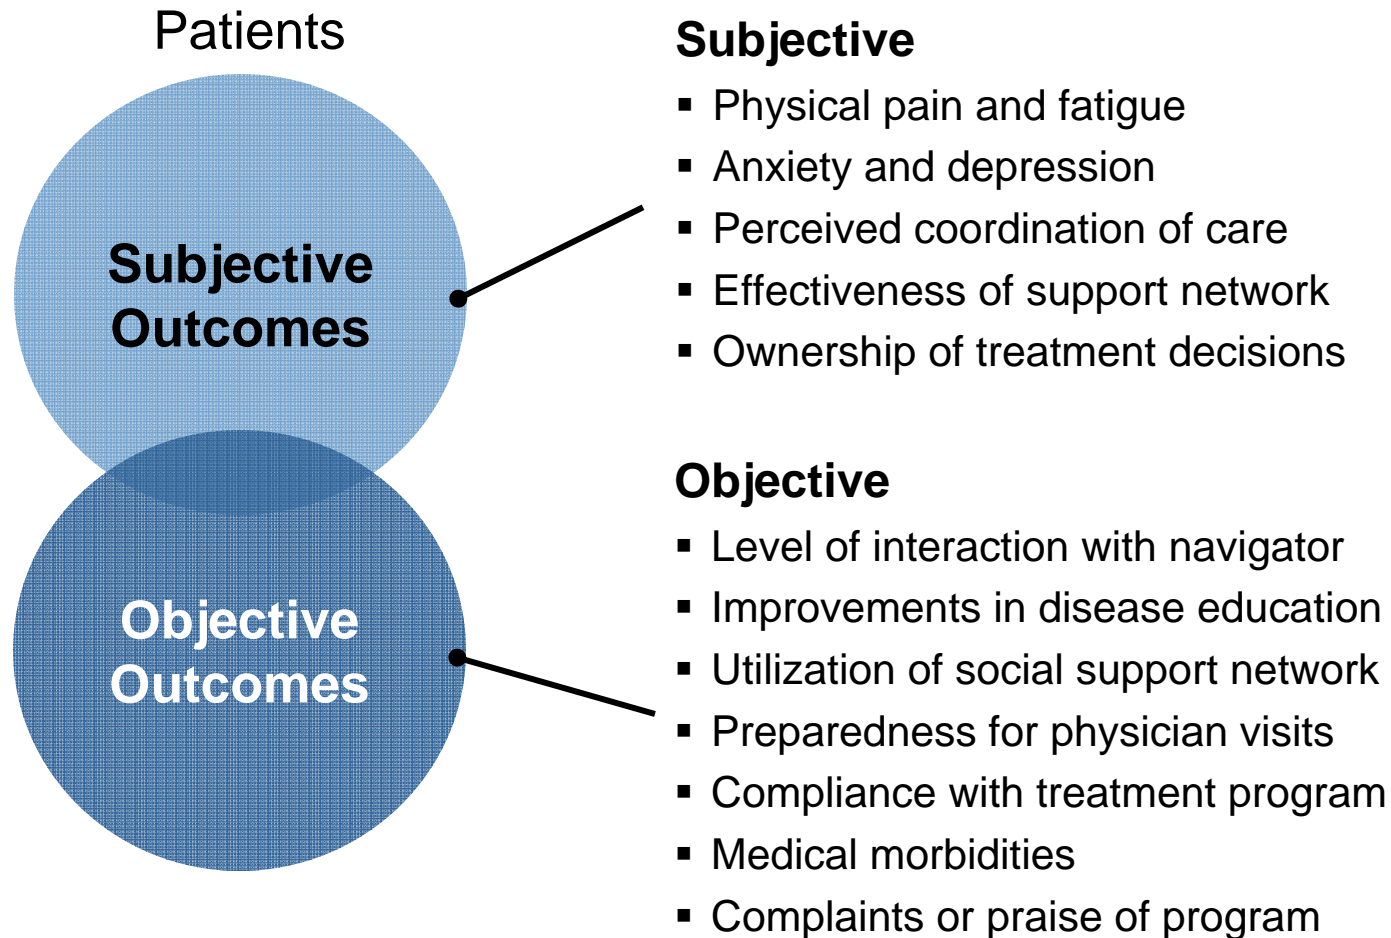 Patients
Subjective
Outcomes
Objective
Outcomes
Subjective
▪ Physical pain and fatigue
▪ Anxiety and depression
▪ Perceived coordination of care
▪ Effectiveness of support network
▪ Ownership of treatment decisions
Objective
▪ Level of interaction with navigator
▪ Improvements in disease education
▪ Utilization of social support network
▪ Preparedness for physician visits
▪ Compliance with treatment program
▪ Medical morbidities
▪ Complaints or praise of program